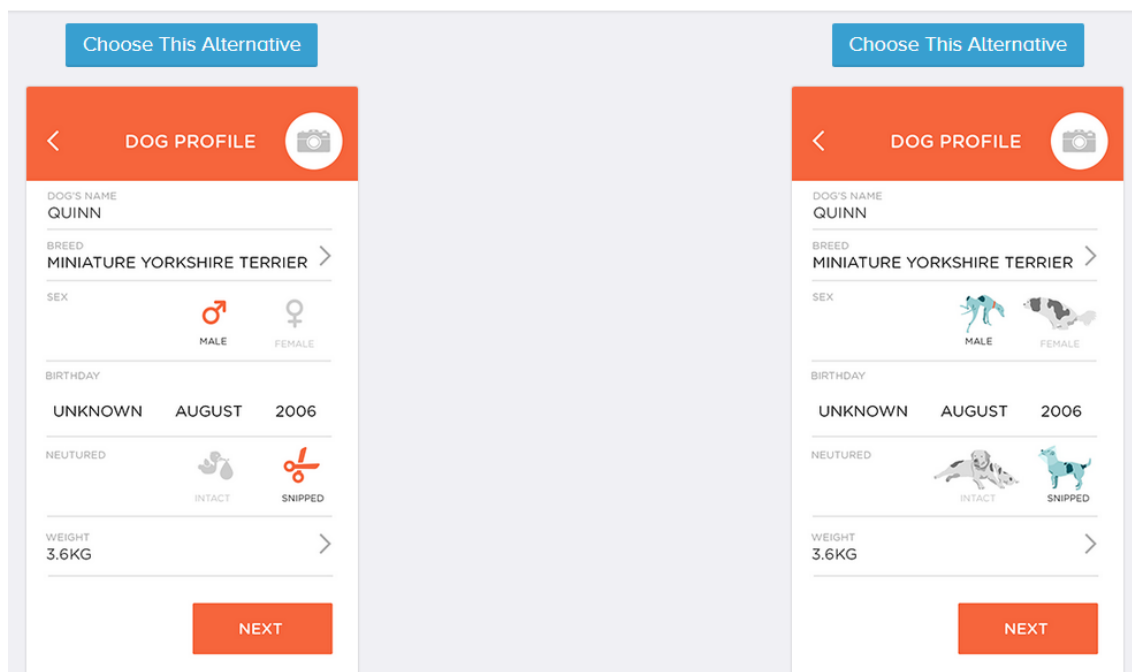 Choose This Alternative
DOG PROFILE
DOG'S NAME
QUINN
BREED
MINIATURE YORKSHIRE TERRIER
SEX
MALE FEMALE
BIRTHDAY
UNKNOWN AUGUST 2006
NEUTURED
INTACT SNIPPED
WEIGHT
3.6KG
NEXT
Choose This Alternative
DOG PROFILE
DOG'S NAME
QUINN
BREED
MINIATURE YORKSHIRE TERRIER
SEX
MALE FEMALE
BIRTHDAY
UNKNOWN AUGUST 2006
NEUTURED
INTACT SNIPPED
WEIGHT
3.6KG
NEXT